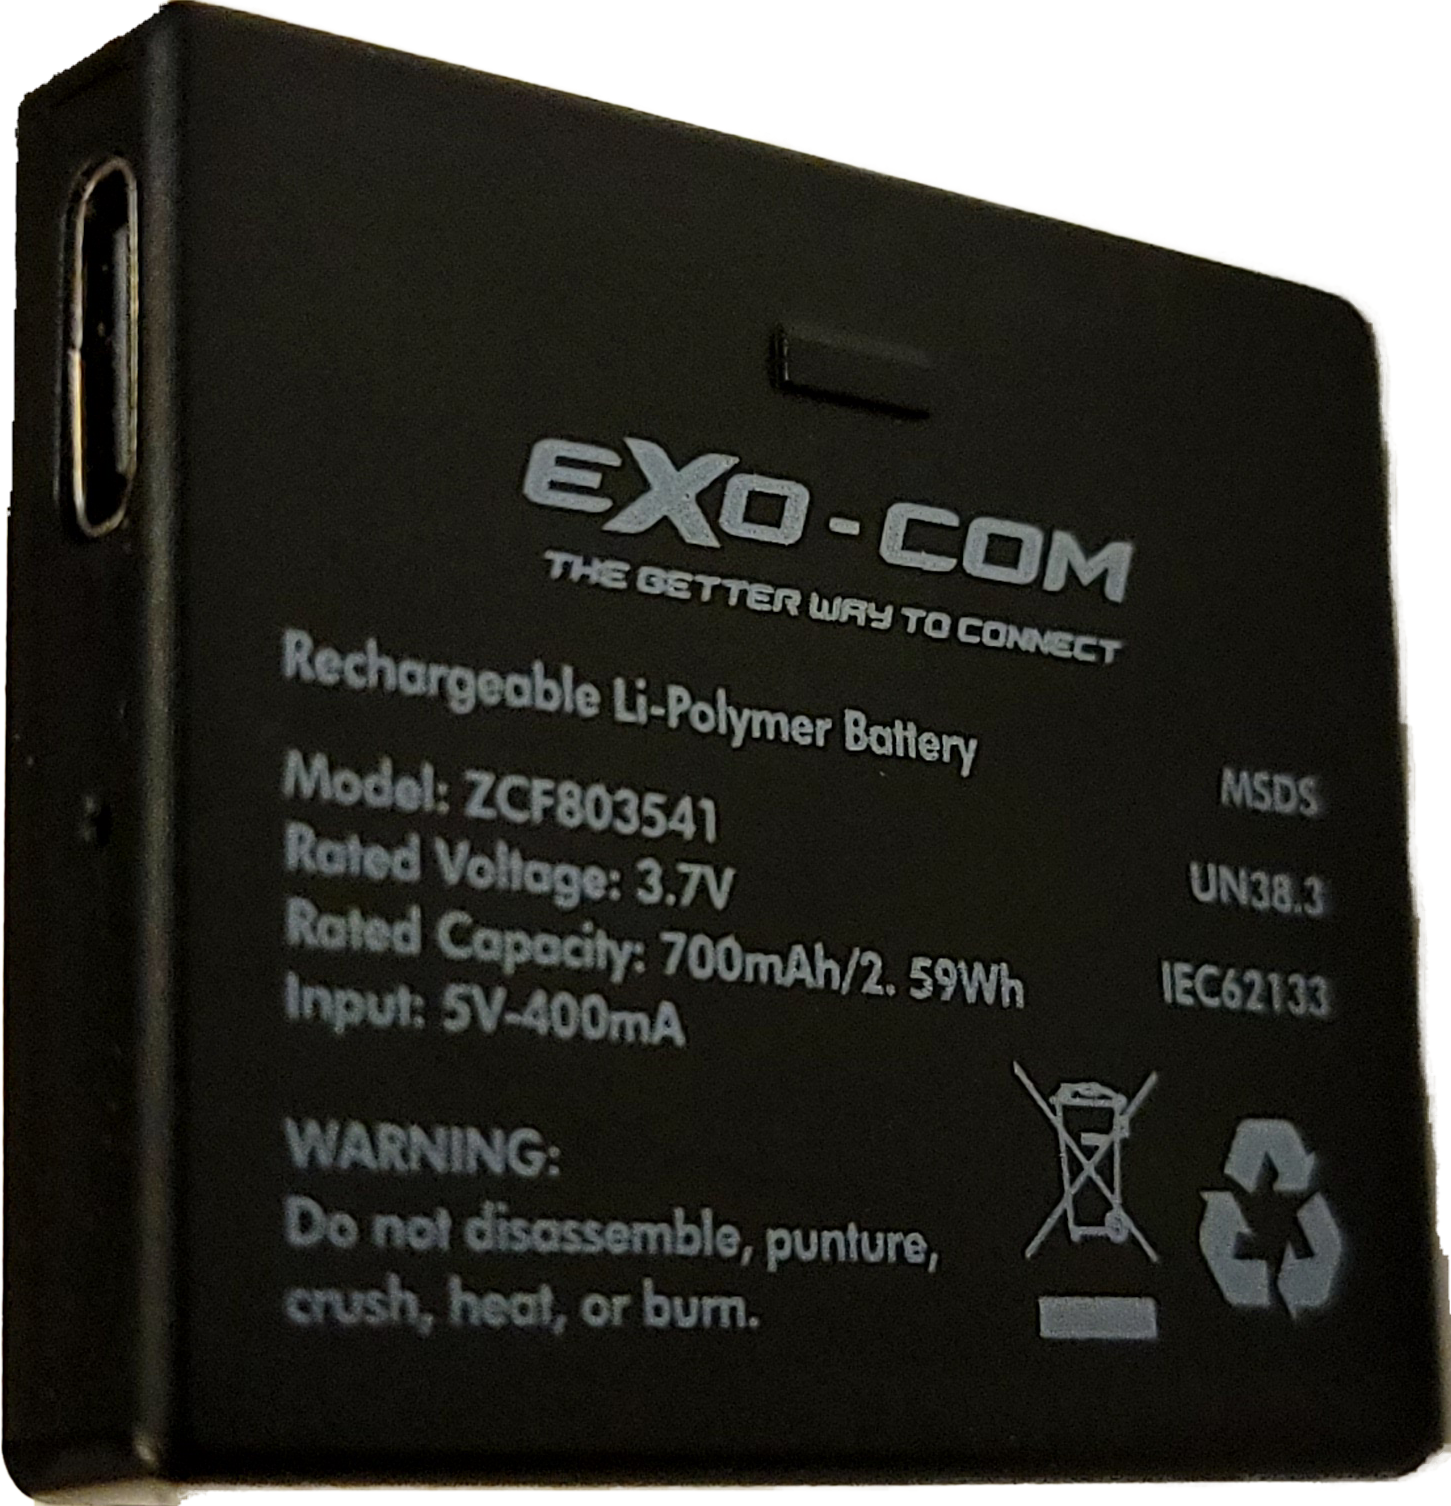 eXo-COM
THE BETTER WAY TO CONNECT
Rechargeable Li-Polymer Battery
Model: ZCF803541
Rated Voltage: 3.7V
Rated Capacity: 700mAh/2. 59Wh
Input: 5V-400mA
MSDS
UN38.3
IEC62133
WARNING:
Do not disassemble, punture,
crush, heat, or burn.